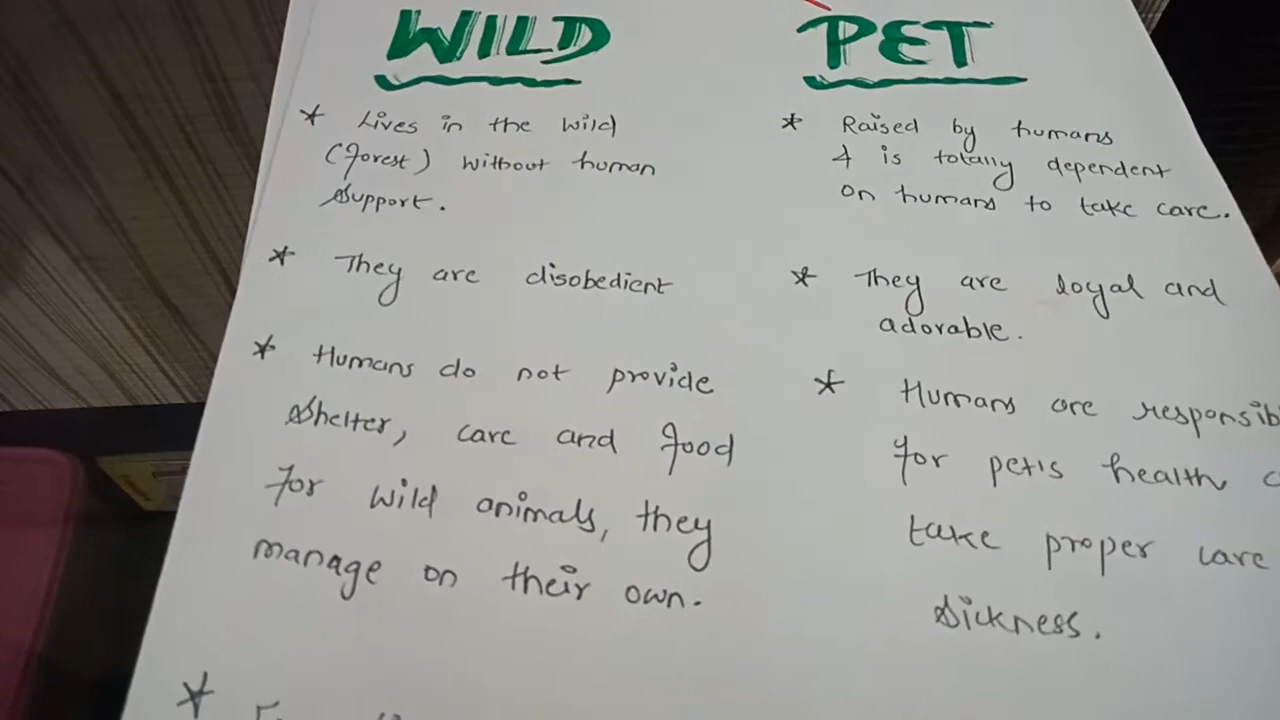 WILD
* Lives in the wild
(forest) without human
support.
* They are disobedient
* Humans do not provide
shelter, care and food
for wild animals, they
manage on their own.
*
PET
* Raised by humans
& is totally dependent
on humans to take care.
* They are loyal and
adorable.
* Humans are
for pet's health
take proper care
sickness.